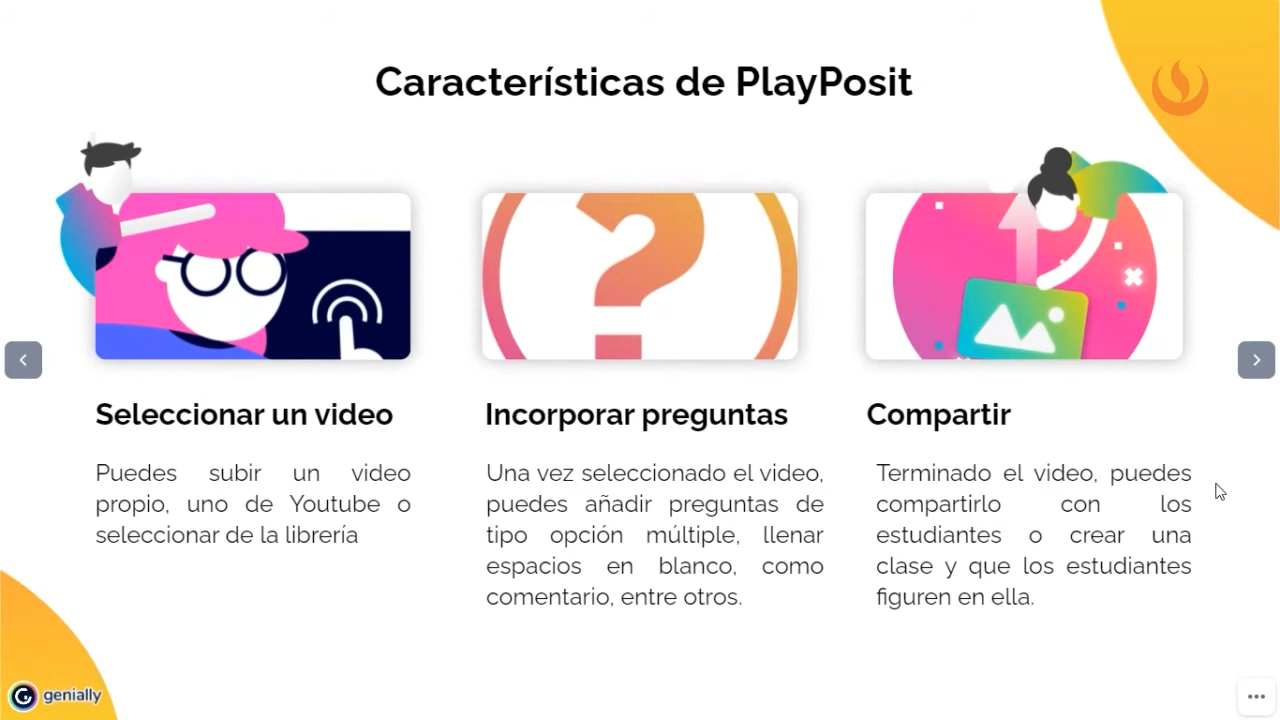 Características de PlayPosit
Seleccionar un video
Puedes subir un video
propio, uno de Youtube o
seleccionar de la librería
Incorporar preguntas
Una vez seleccionado el video,
puedes añadir preguntas de
tipo opción múltiple, llenar
espacios en blanco, como
comentario, entre otros.
Compartir
Terminado el video, puedes
compartirlo con los
estudiantes o crear una
clase y que los estudiantes
figuren en ella.
genially